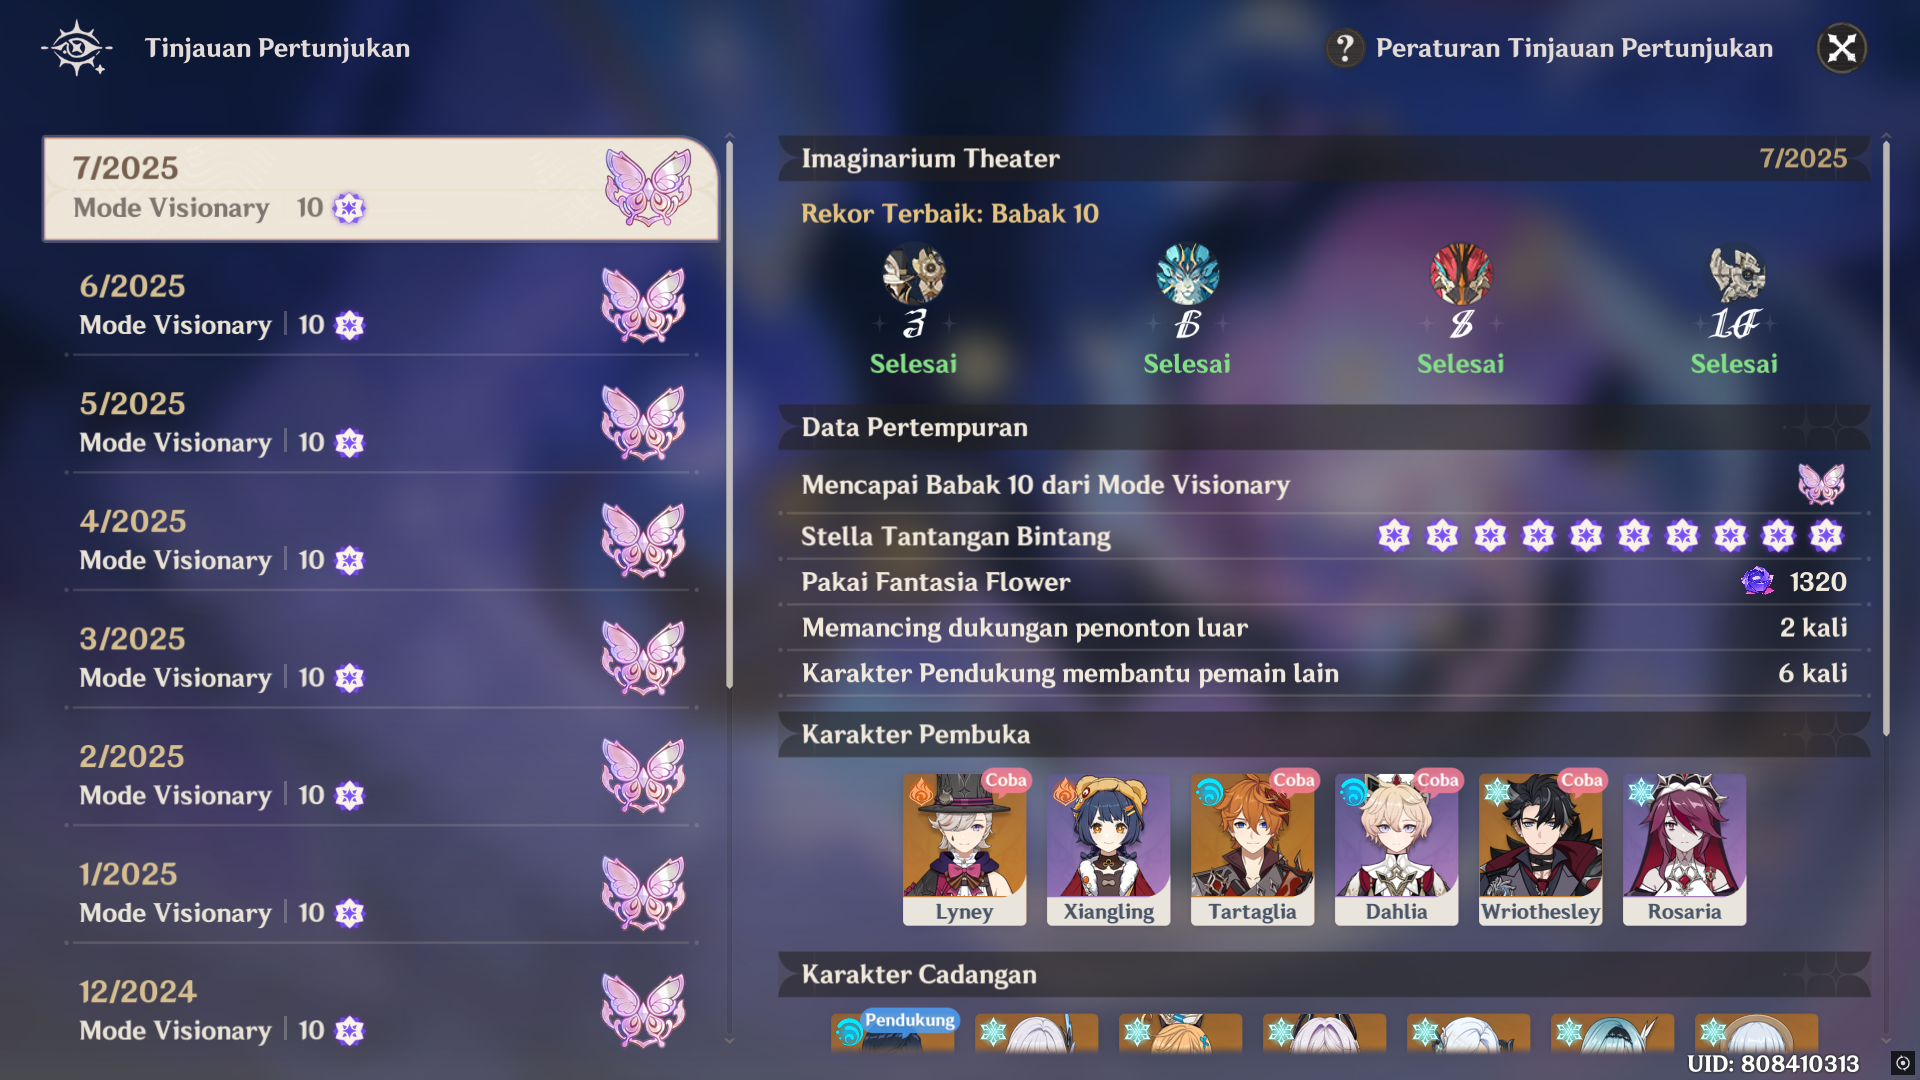 Tinjauan Pertunjukan
? Peraturan Tinjauan Pertunjukan
7/2025
Mode Visionary 10
6/2025
Mode Visionary 10
5/2025
Mode Visionary 10
4/2025
Mode Visionary 10
3/2025
Mode Visionary 10
2/2025
Mode Visionary 10
1/2025
Mode Visionary 10
12/2024
Mode Visionary 10
Imaginarium Theater 7/2025
Rekor Terbaik: Babak 10
3 6 8 10
Selesai Selesai Selesai Selesai
Data Pertempuran
Mencapai Babak 10 dari Mode Visionary
Stella Tantangan Bintang
Pakai Fantasia Flower 1320
Memancing dukungan penonton luar 2 kali
Karakter Pendukung membantu pemain lain 6 kali
Karakter Pembuka
Coba Coba Coba Coba
Lyney Xiangling Tartaglia Dahlia Wriothesley Rosaria
Karakter Cadangan
Pendukung
UID: 808410313